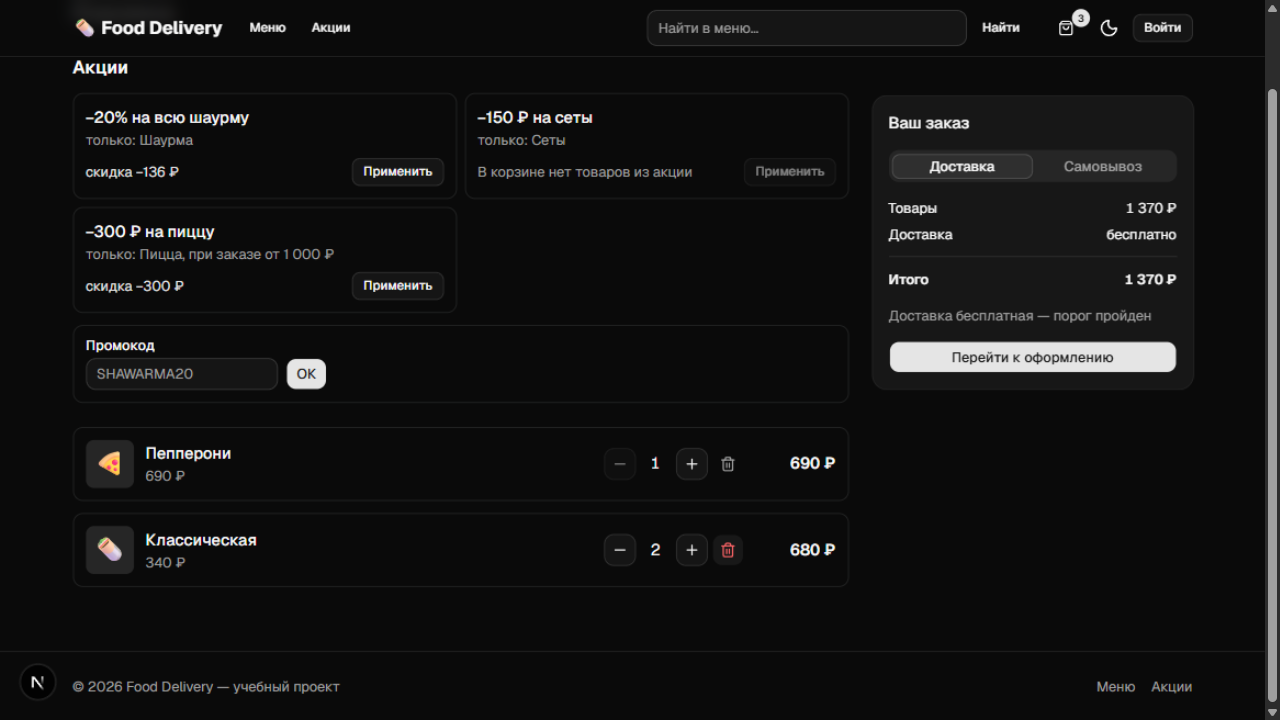 Food Delivery Меню Акции Найти в меню… Найти 3 Войти
Акции
−20% на всю шаурму
только: Шаурма
скидка −136 ₽ Применить
−150 ₽ на сеты
только: Сеты
В корзине нет товаров из акции Применить
−300 ₽ на пиццу
только: Пицца, при заказе от 1 000 ₽
скидка −300 ₽ Применить
Промокод
SHAWARMA20 ОК
Пепперони
690 ₽
1 690 ₽
Классическая
340 ₽
2 680 ₽
Ваш заказ
Доставка Самовывоз
Товары 1 370 ₽
Доставка бесплатно
Итого 1 370 ₽
Доставка бесплатная — порог пройден
Перейти к оформлению
N © 2026 Food Delivery — учебный проект Меню Акции